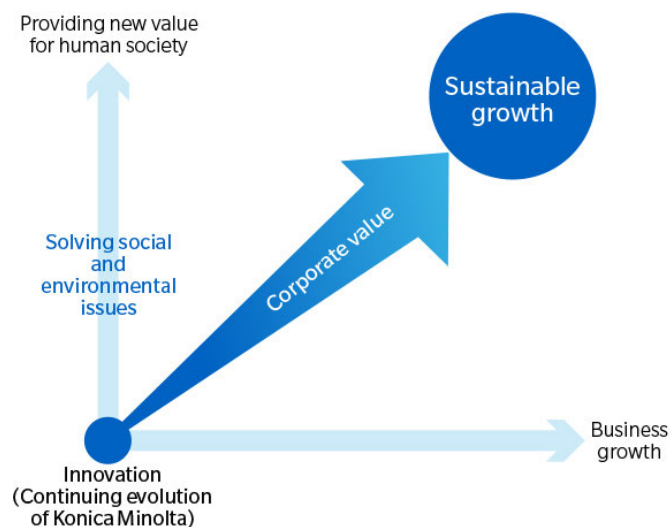 Providing new value
for human society
Sustainable
growth
Solving social
and
environmental
issues
Corporate value
Business
growth
Innovation
(Continuing evolution
of Konica Minolta)